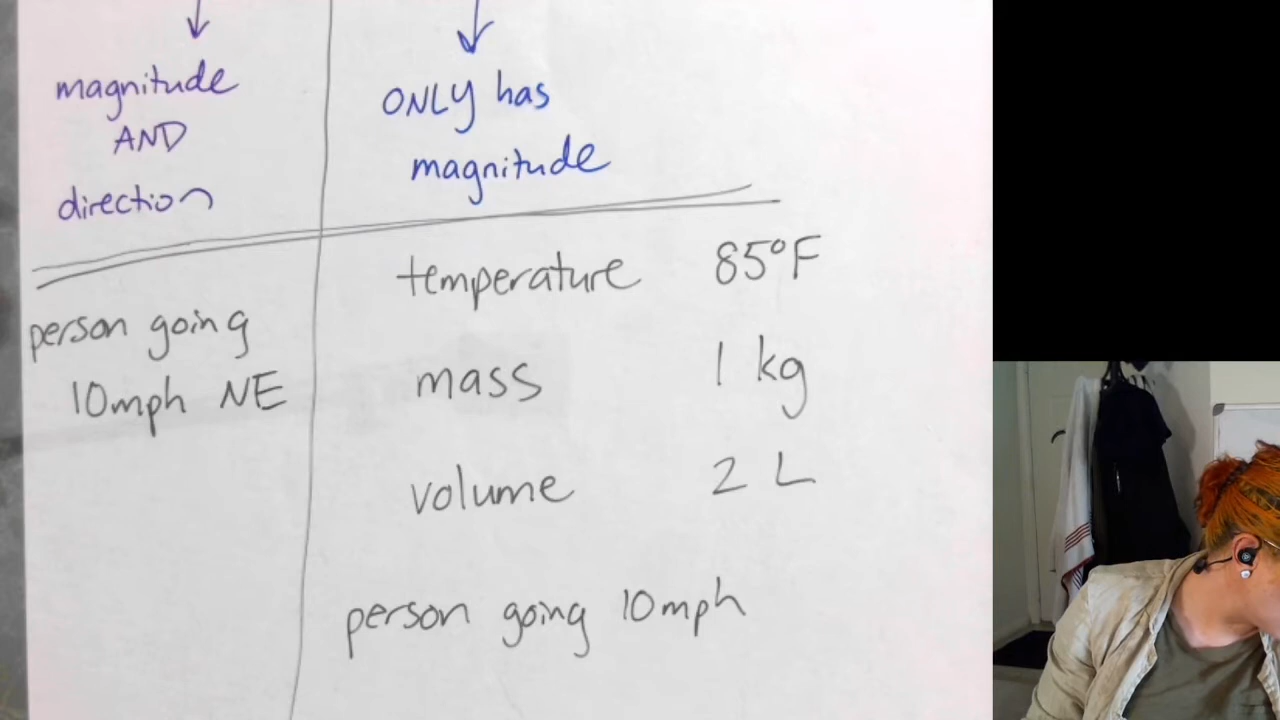 magnitude
AND
direction
ONLY has
magnitude
person going
10mph NE
temperature 85°F
mass 1 kg
volume 2 L
person going 10mph